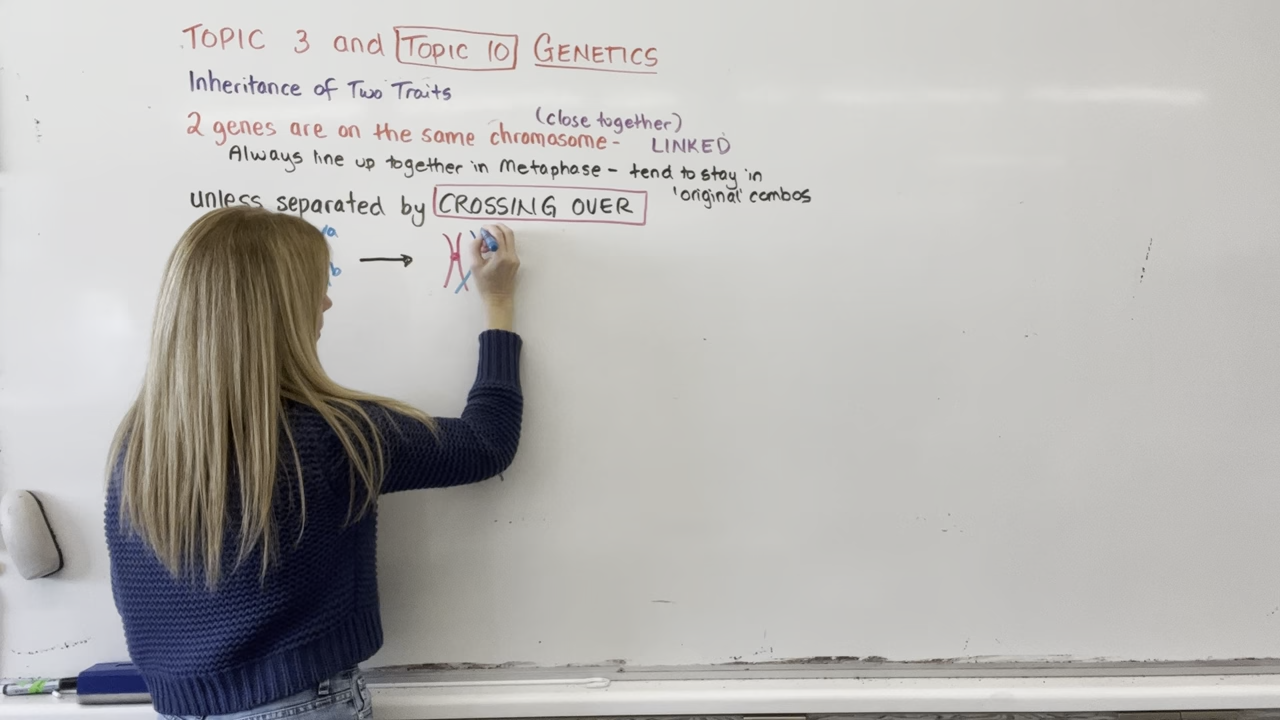 TOPIC 3 and TOPIC 10 GENETICS
Inheritance of Two Traits
(close together)
2 genes are on the same chromosome - LINKED
Always line up together in Metaphase - tend to stay in
'original' combos
unless separated by CROSSING OVER
a
b